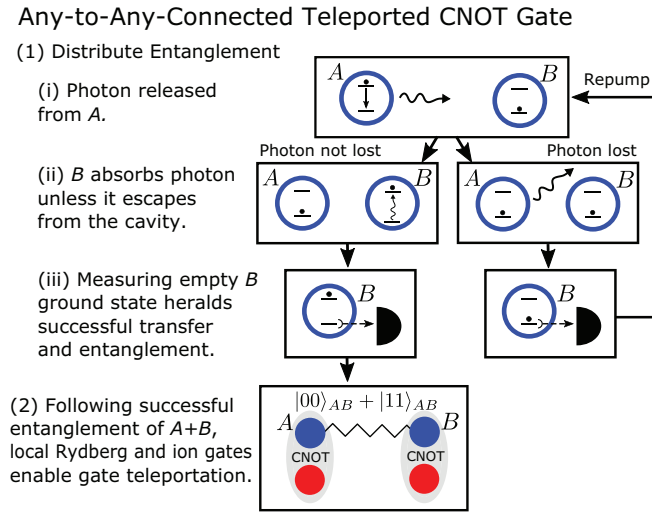 Any-to-Any-Connected Teleported CNOT Gate
(1) Distribute Entanglement
(i) Photon released
from A.
A
B
Repump
Photon not lost
Photon lost
(ii) B absorbs photon
unless it escapes
from the cavity.
A
B
A
B
(iii) Measuring empty B
ground state heralds
successful transfer
and entanglement.
B
B
(2) Following successful
entanglement of A+B,
local Rydberg and ion gates
enable gate teleportation.
|00⟩AB + |11⟩AB
A
B
CNOT
CNOT